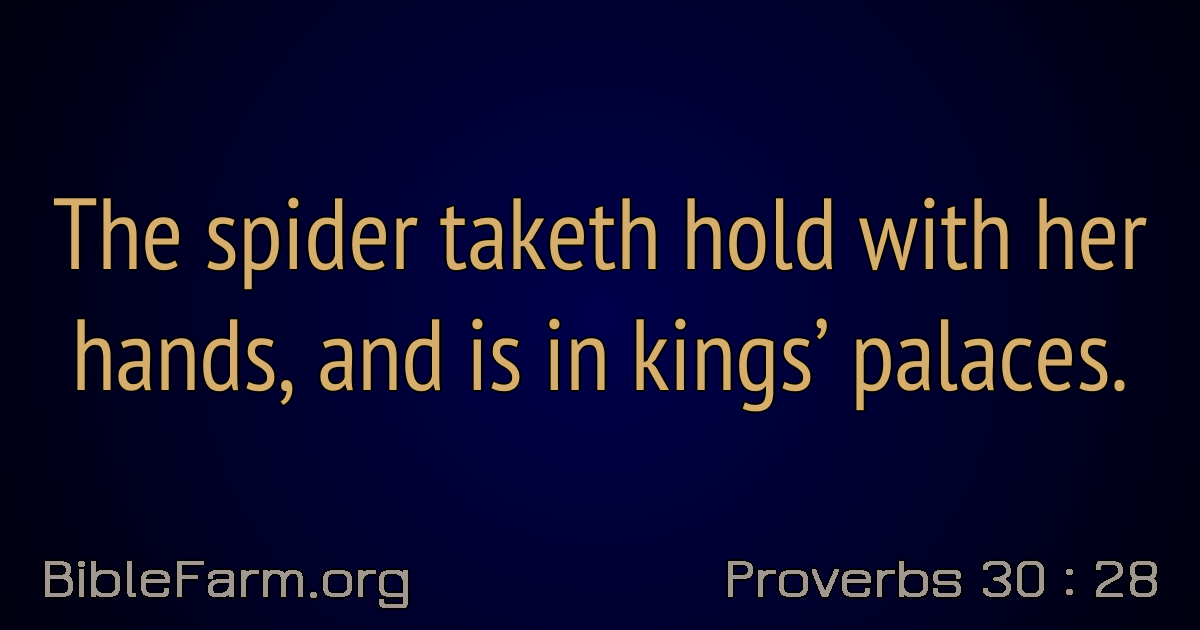 The spider taketh hold with her
hands, and is in kings’ palaces.
BibleFarm.org
Proverbs 30 : 28